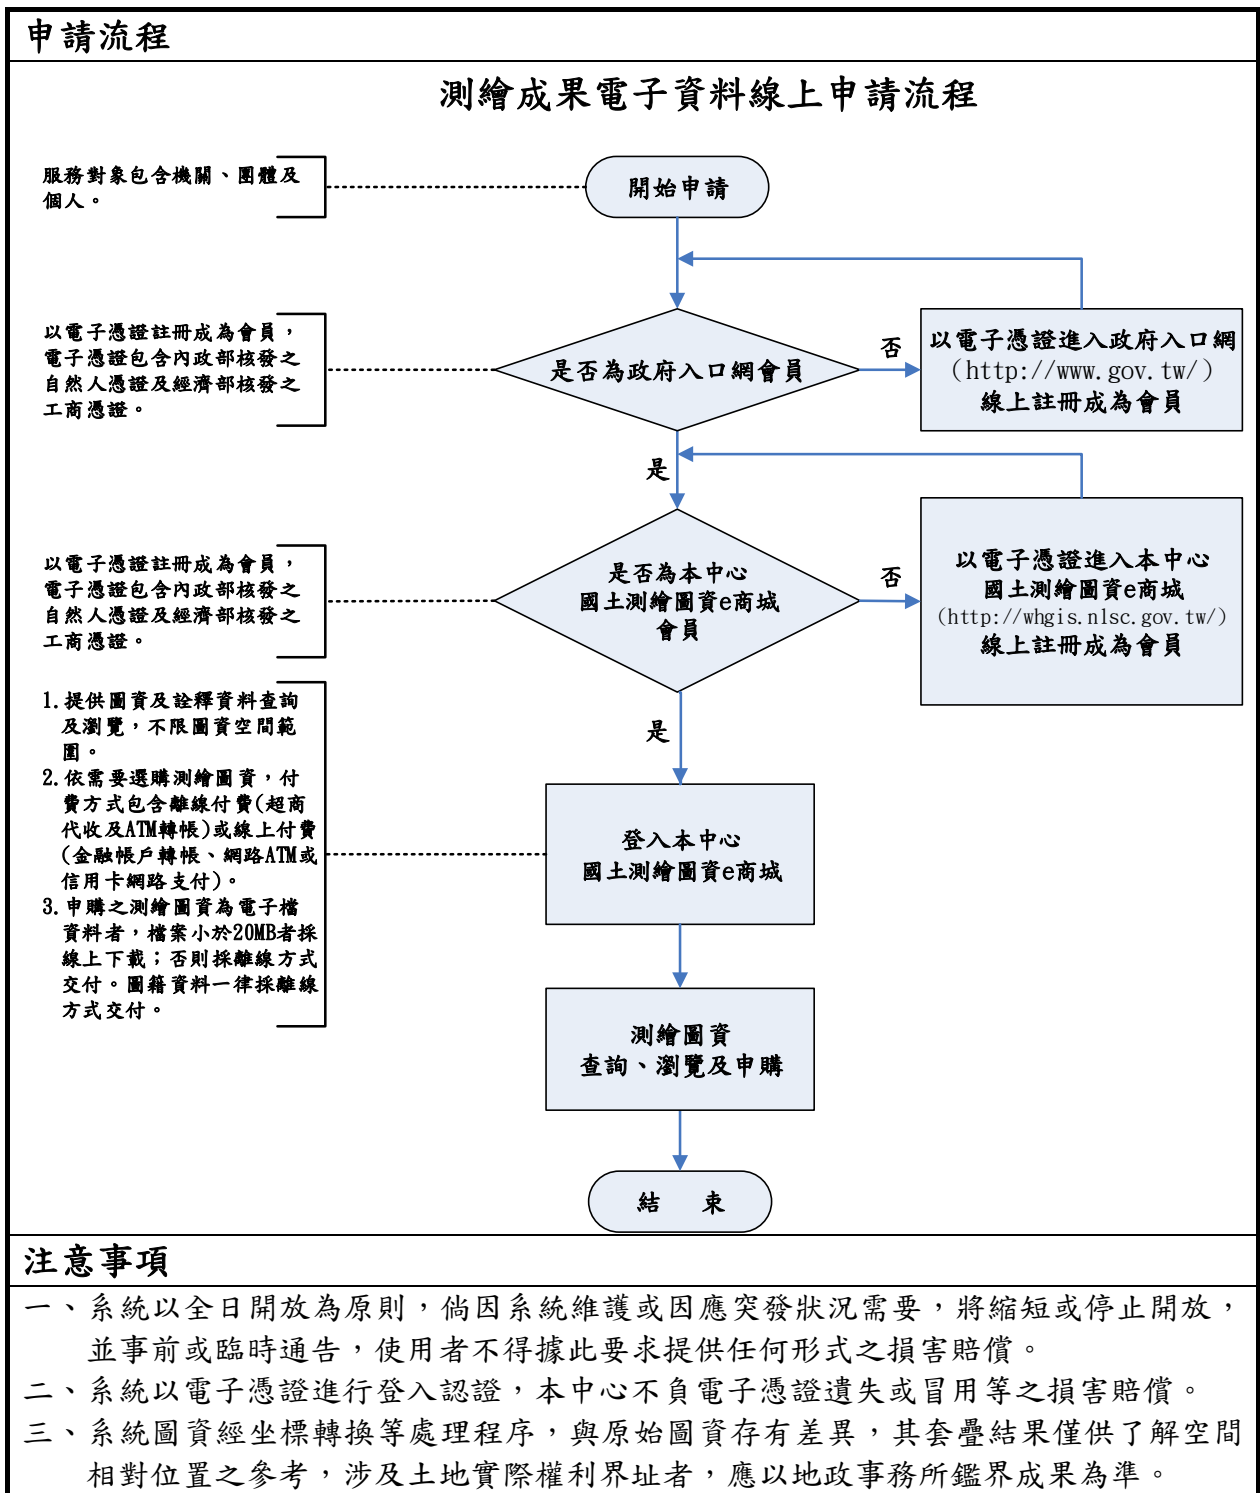 申請流程
測繪成果電子資料線上申請流程
服務對象包含機關、團體及
個人。
開始申請
以電子憑證註冊成為會員，
電子憑證包含內政部核發之
自然人憑證及經濟部核發之
工商憑證。
是否為政府入口網會員
否
以電子憑證進入政府入口網
(http://www.gov.tw/)
線上註冊成為會員
是
以電子憑證註冊成為會員，
電子憑證包含內政部核發之
自然人憑證及經濟部核發之
工商憑證。
是否為本中心
國土測繪圖資e商城
會員
否
以電子憑證進入本中心
國土測繪圖資e商城
(http://whgis.nlsc.gov.tw/)
線上註冊成為會員
是
1.提供圖資及詮釋資料查詢
及瀏覽，不限圖資空間範
圍。
2.依需要選購測繪圖資，付
費方式包含離線付費(超商
代收及ATM轉帳)或線上付費
(金融帳戶轉帳、網路ATM或
信用卡網路支付)。
3.申購之測繪圖資為電子檔
資料者，檔案小於20MB者採
線上下載；否則採離線方式
交付。圖籍資料一律採離線
方式交付。
登入本中心
國土測繪圖資e商城
測繪圖資
查詢、瀏覽及申購
結 束
注意事項
一、系統以全日開放為原則，倘因系統維護或因應突發狀況需要，將縮短或停止開放，
並事前或臨時通告，使用者不得據此要求提供任何形式之損害賠償。
二、系統以電子憑證進行登入認證，本中心不負電子憑證遺失或冒用等之損害賠償。
三、系統圖資經坐標轉換等處理程序，與原始圖資存有差異，其套疊結果僅供了解空間
相對位置之參考，涉及土地實際權利界址者，應以地政事務所鑑界成果為準。